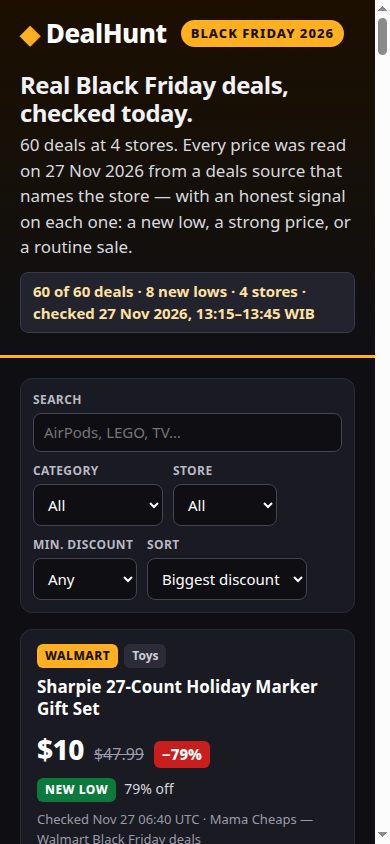 ◆ DealHunt BLACK FRIDAY 2026
Real Black Friday deals,
checked today.
60 deals at 4 stores. Every price was read
on 27 Nov 2026 from a deals source that
names the store — with an honest signal
on each one: a new low, a strong price, or
a routine sale.
60 of 60 deals · 8 new lows · 4 stores ·
checked 27 Nov 2026, 13:15–13:45 WIB
SEARCH
AirPods, LEGO, TV...
CATEGORY STORE
All All
MIN. DISCOUNT SORT
Any Biggest discount
WALMART Toys
Sharpie 27-Count Holiday Marker
Gift Set
$10 $47.99 −79%
NEW LOW 79% off
Checked Nov 27 06:40 UTC · Mama Cheaps —
Walmart Black Friday deals